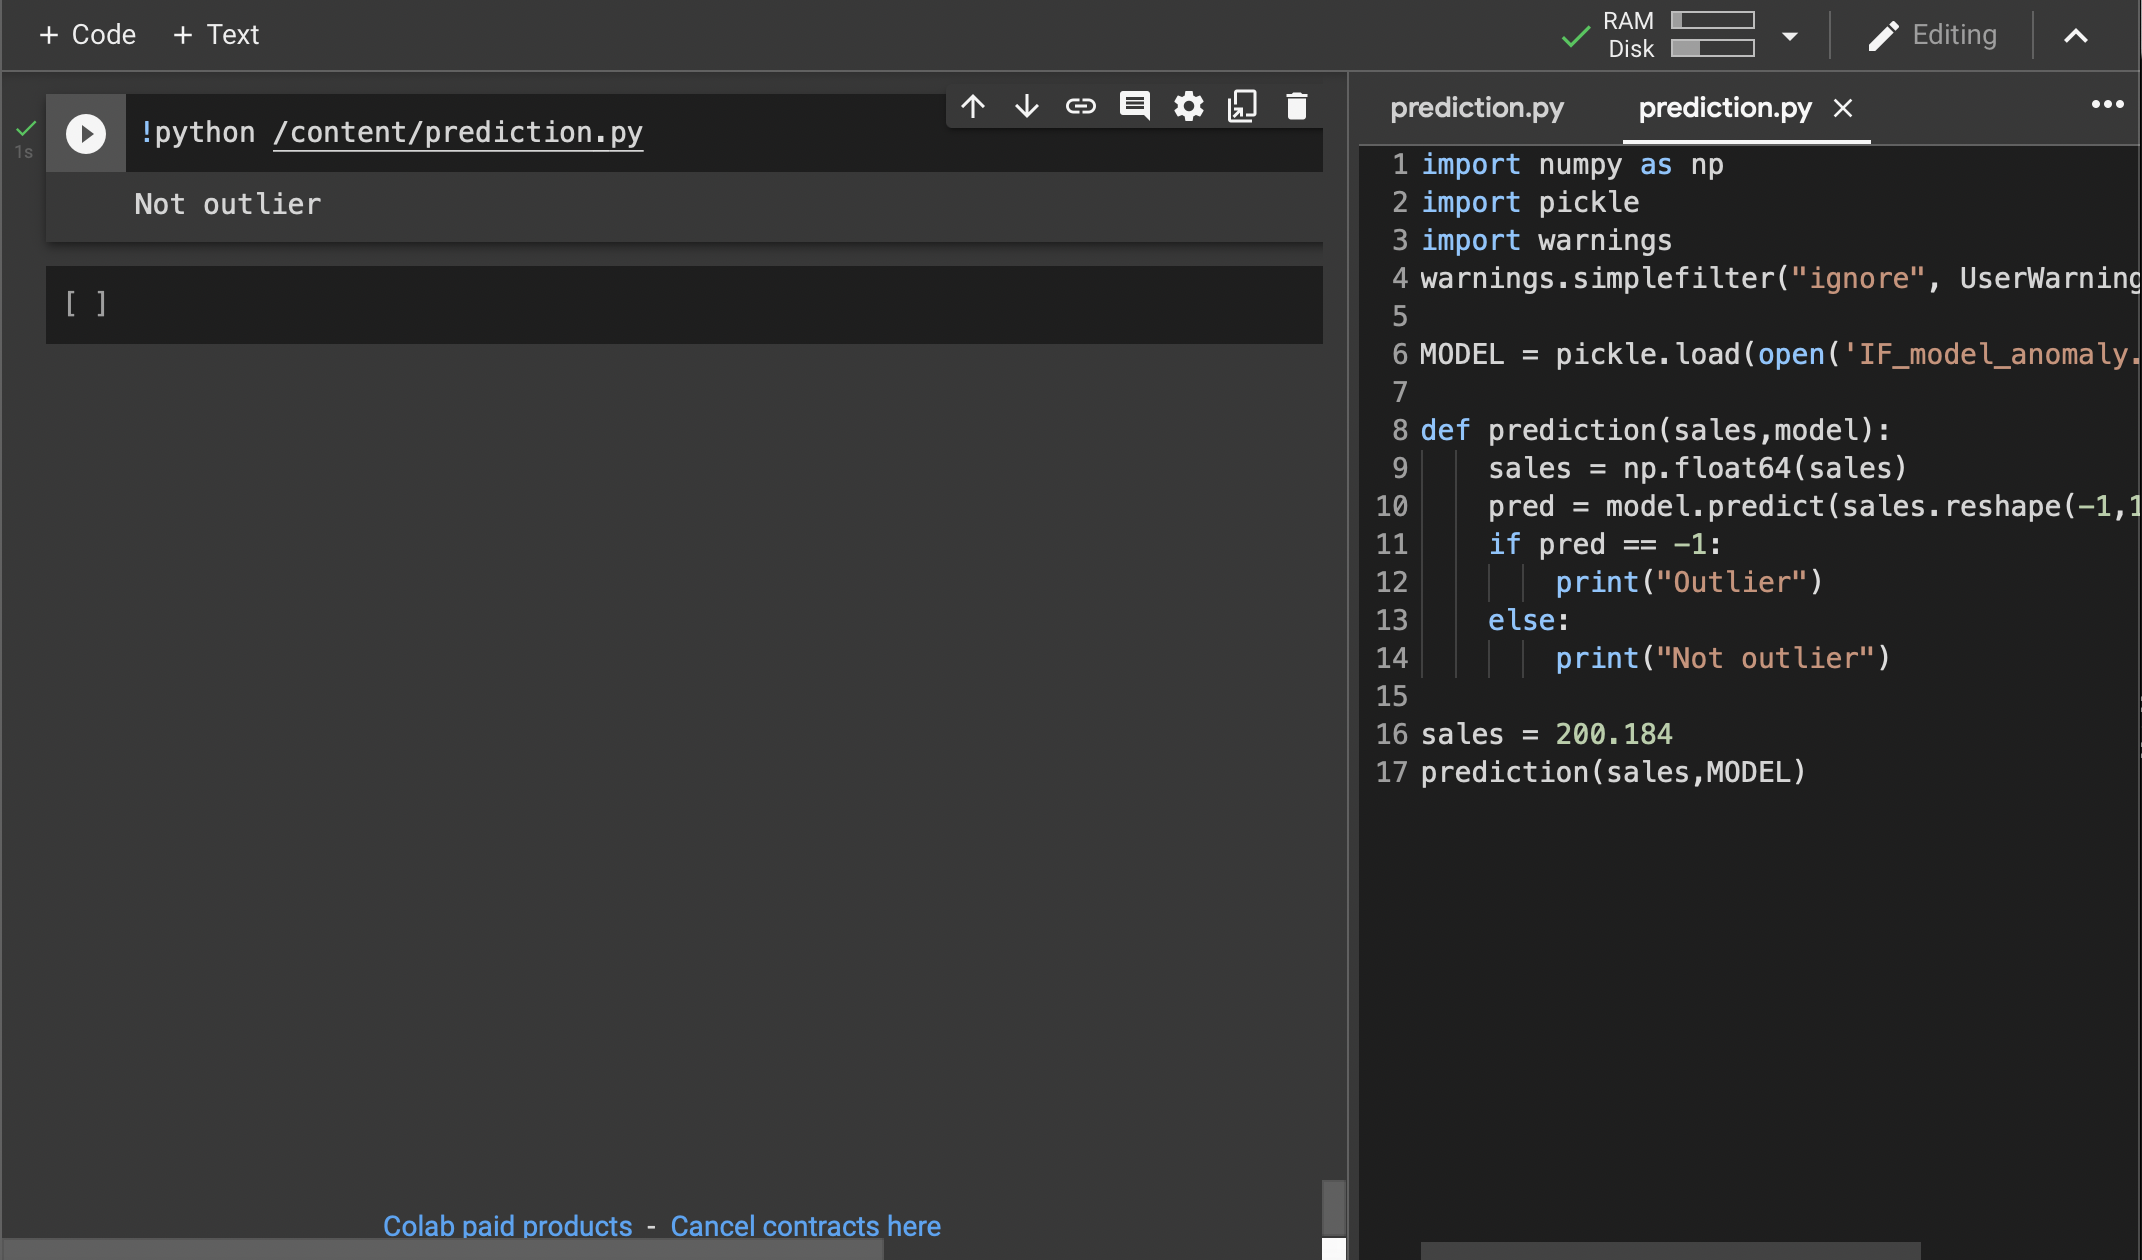 + Code + Text
RAM
Disk
Editing
1s
!python /content/prediction.py
Not outlier
[ ]
Colab paid products - Cancel contracts here
prediction.py prediction.py
1 import numpy as np
2 import pickle
3 import warnings
4 warnings.simplefilter("ignore", UserWarning
5
6 MODEL = pickle.load(open('IF_model_anomaly.
7
8 def prediction(sales,model):
9 sales = np.float64(sales)
10 pred = model.predict(sales.reshape(-1,1
11 if pred == -1:
12 print("Outlier")
13 else:
14 print("Not outlier")
15
16 sales = 200.184
17 prediction(sales,MODEL)